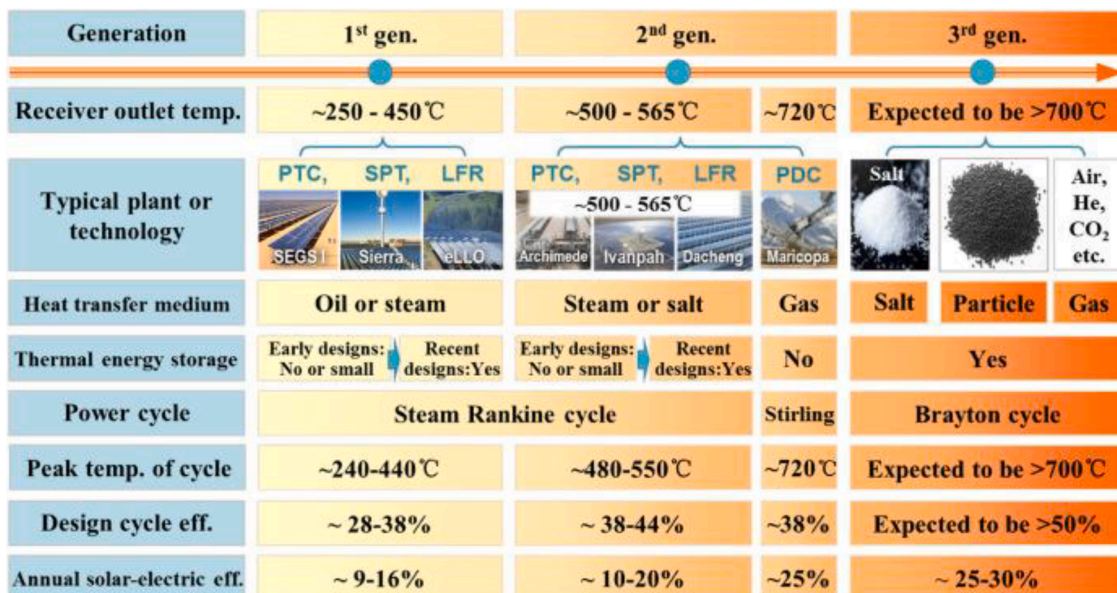 Generation 1st gen. 2nd gen. 3rd gen.
Receiver outlet temp. ~250 - 450℃ ~500 - 565℃ ~720℃ Expected to be >700℃
Typical plant or technology
PTC, SPT, LFR
SEGS I Sierra eLLO
PTC, SPT, LFR
~500 - 565℃
Archimede Ivanpah Dacheng
PDC
Maricopa
Salt
Air,
He,
CO2
etc.
Heat transfer medium Oil or steam Steam or salt Gas Salt Particle Gas
Thermal energy storage
Early designs:
No or small
Recent
designs:Yes
Early designs:
No or small
Recent
designs:Yes
No
Yes
Power cycle Steam Rankine cycle Stirling Brayton cycle
Peak temp. of cycle ~240-440℃ ~480-550℃ ~720℃ Expected to be >700℃
Design cycle eff. ~ 28-38% ~ 38-44% ~38% Expected to be >50%
Annual solar-electric eff. ~ 9-16% ~ 10-20% ~25% ~ 25-30%